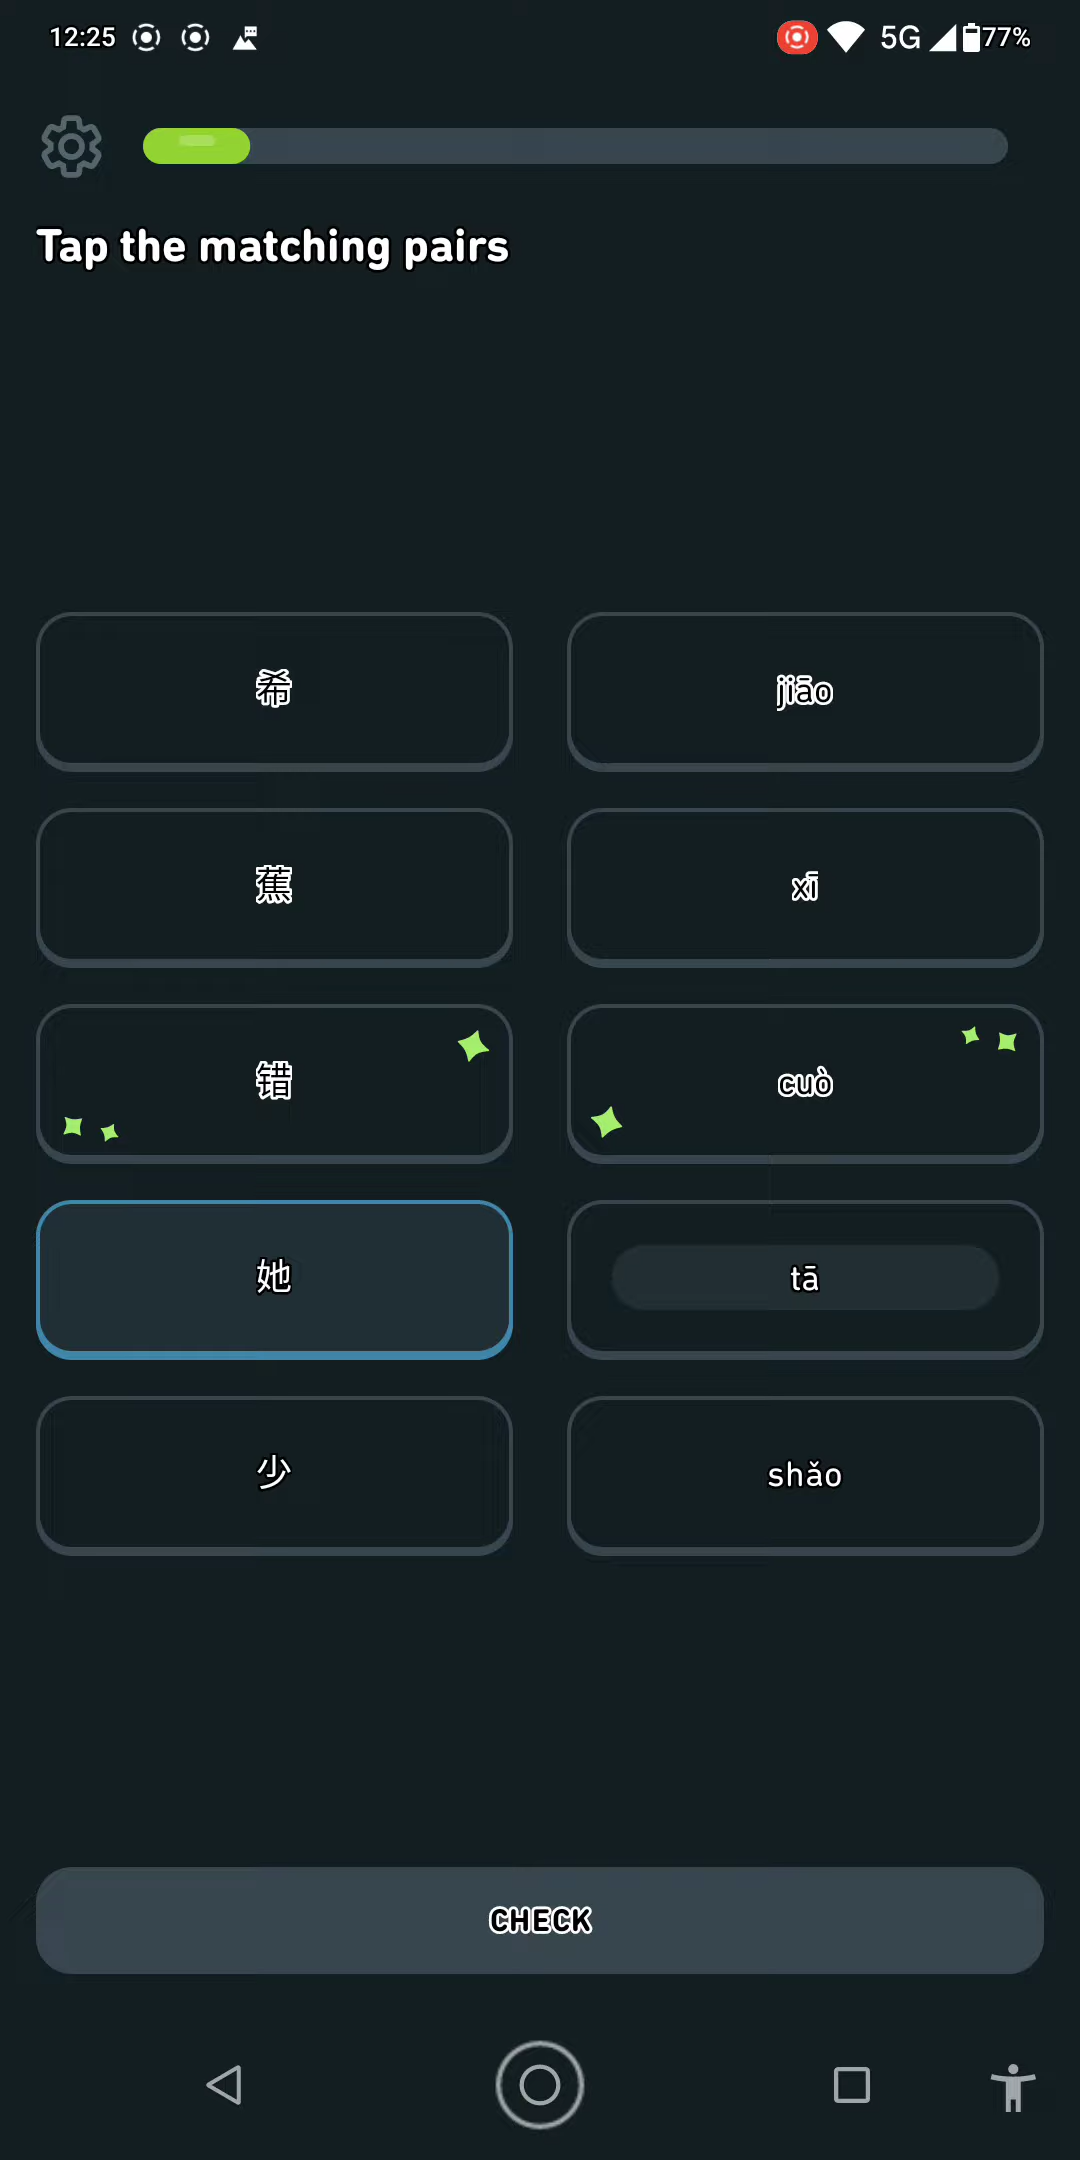 12:25 5G 77%
Tap the matching pairs
希 jiāo
蕉 xī
错 cuò
她 tā
少 shǎo
CHECK